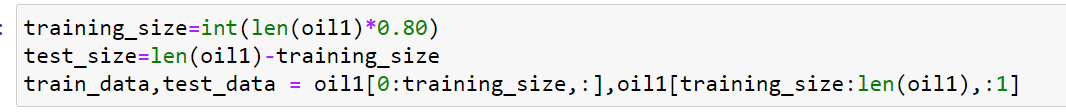 : training_size=int(len(oil1)*0.80)
test_size=len(oil1)-training_size
train_data,test_data = oil1[0:training_size,:],oil1[training_size:len(oil1),:1]